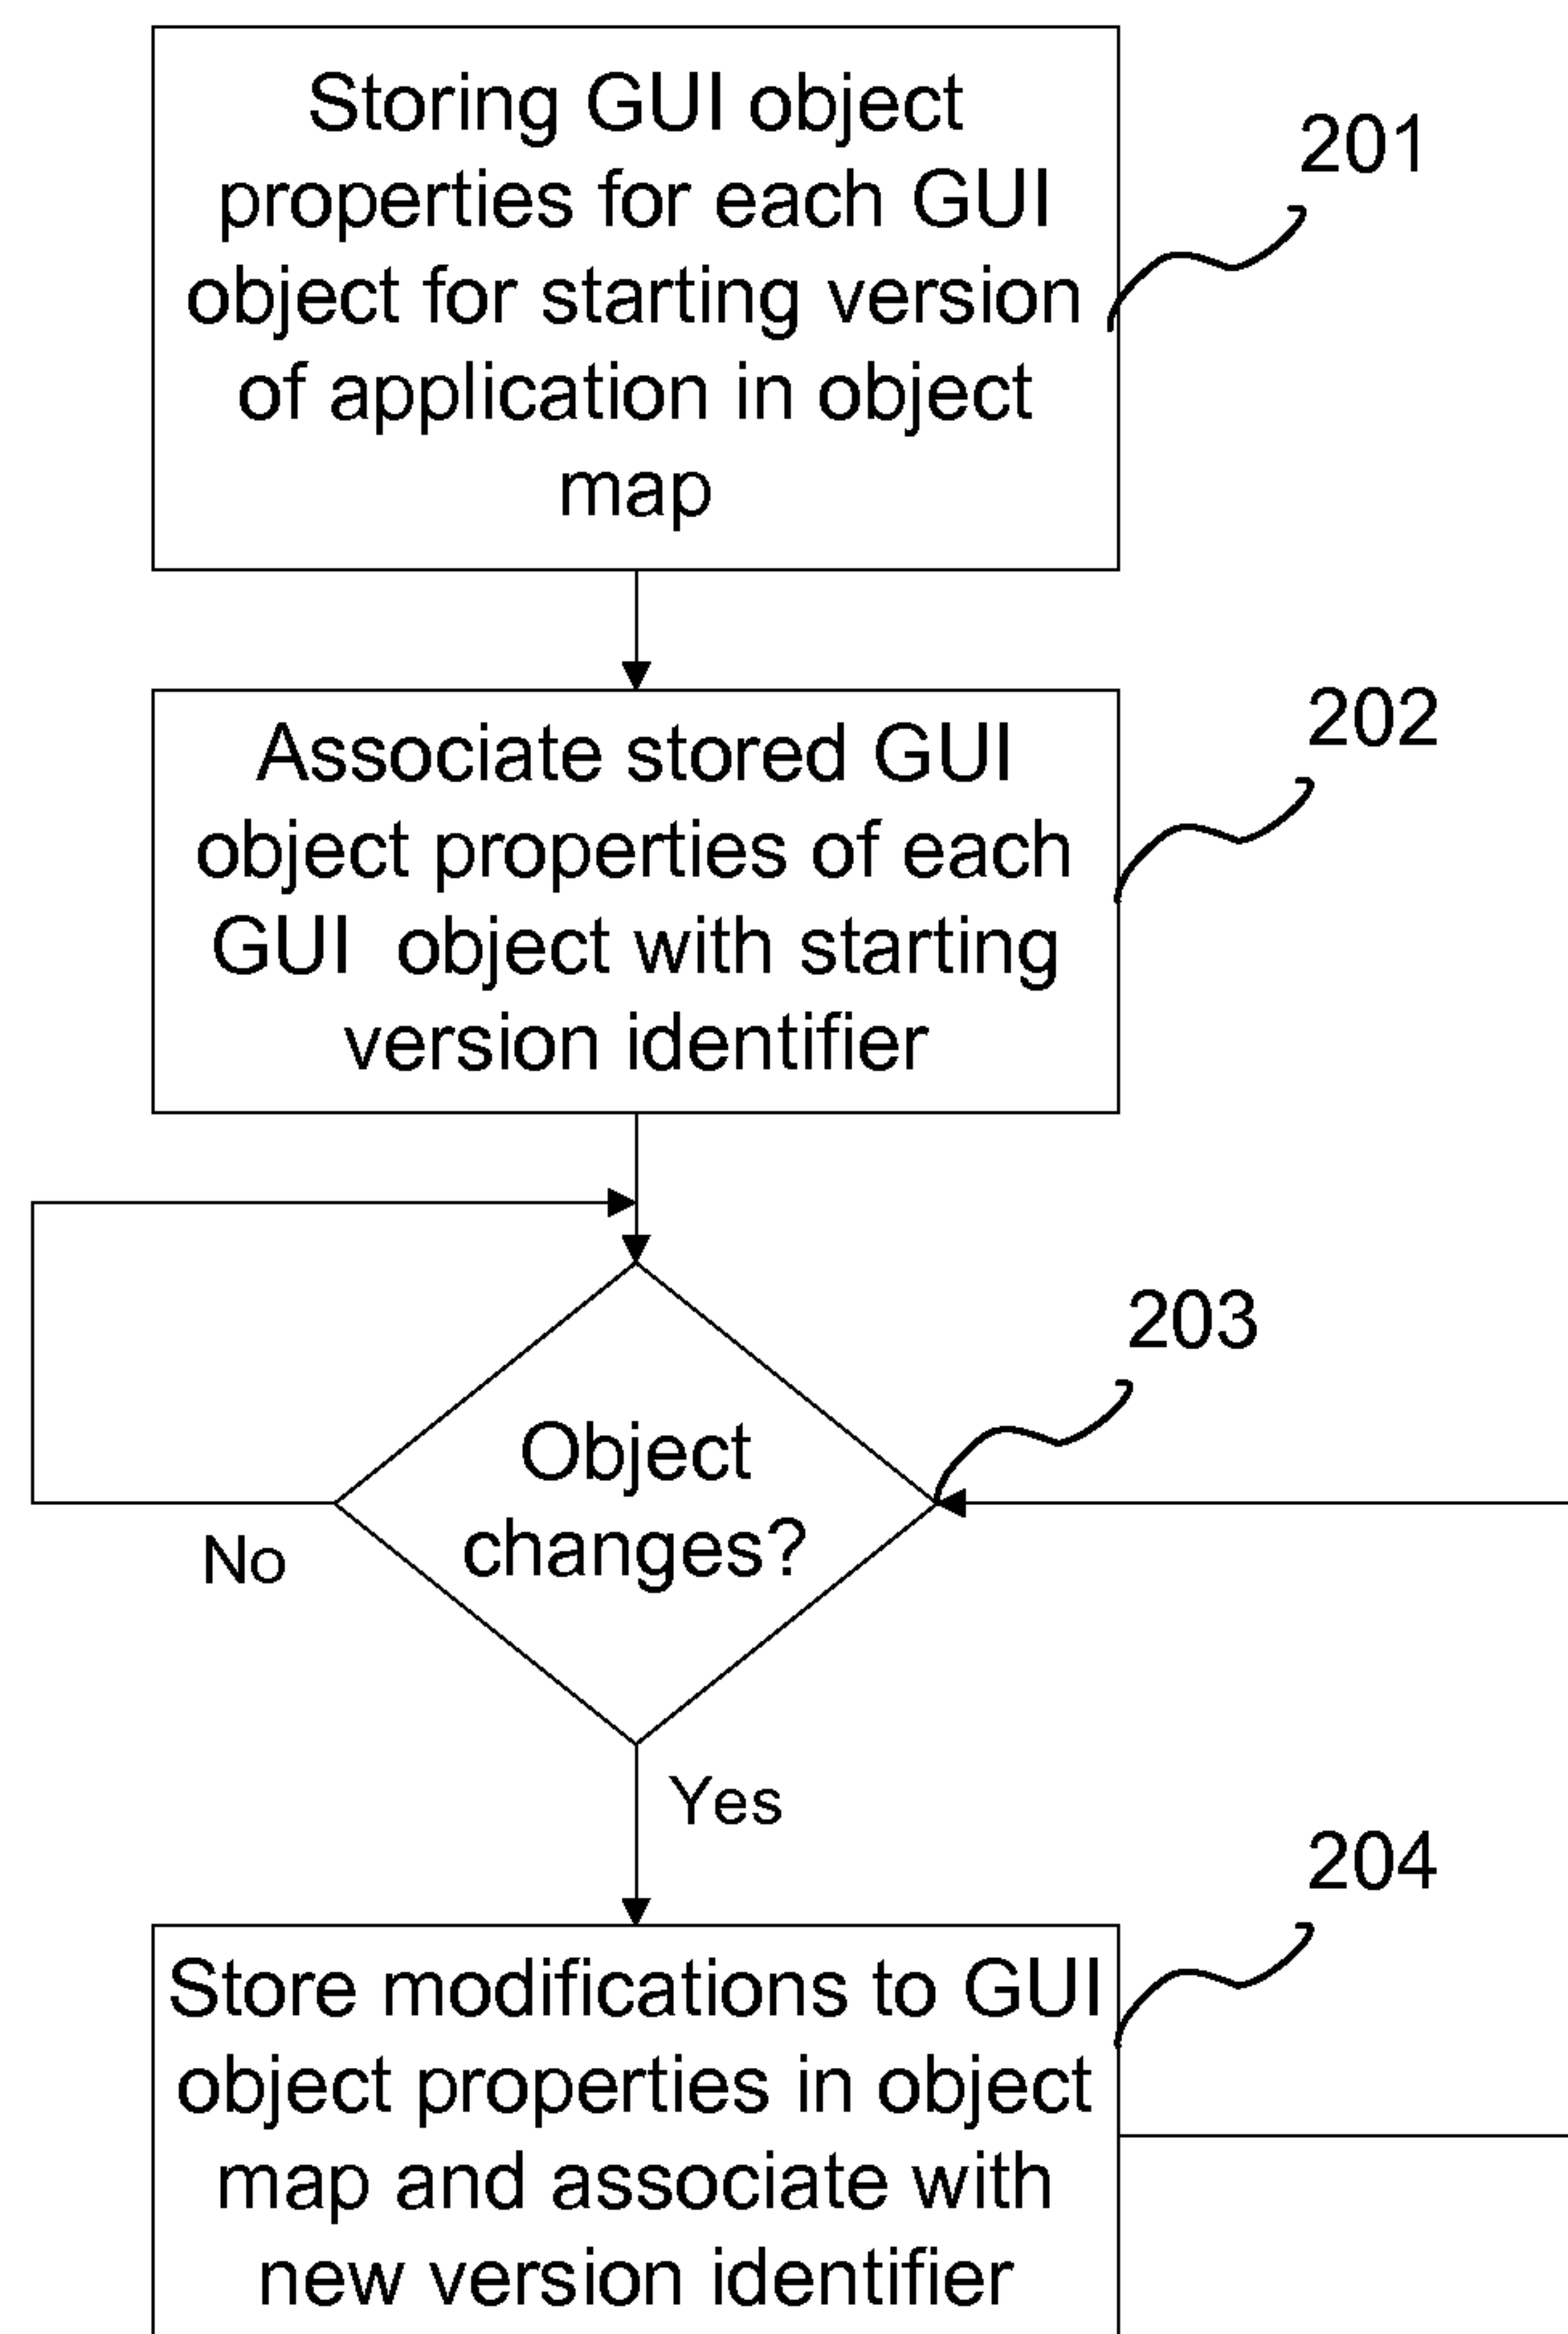 Storing GUI object
properties for each GUI
object for starting version
of application in object
map
201
Associate stored GUI
object properties of each
GUI object with starting
version identifier
202
203
Object
changes?
No
Yes
204
Store modifications to GUI
object properties in object
map and associate with
new version identifier